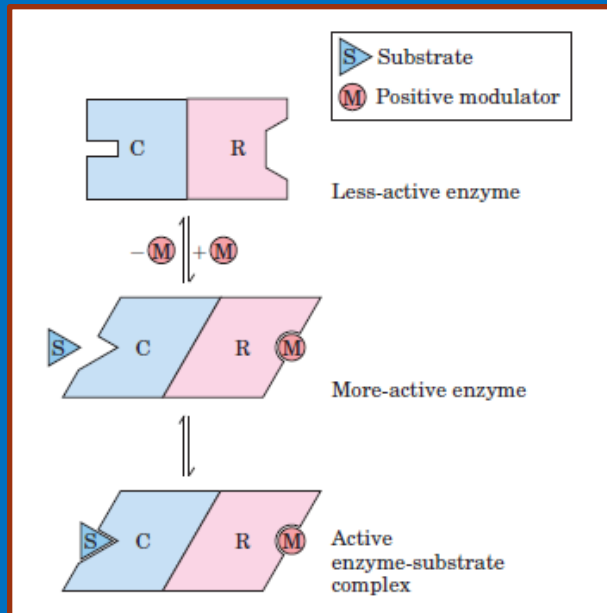 S Substrate
M Positive modulator
C R
Less-active enzyme
– M + M
S C R M
More-active enzyme
S C R M
Active
enzyme-substrate
complex